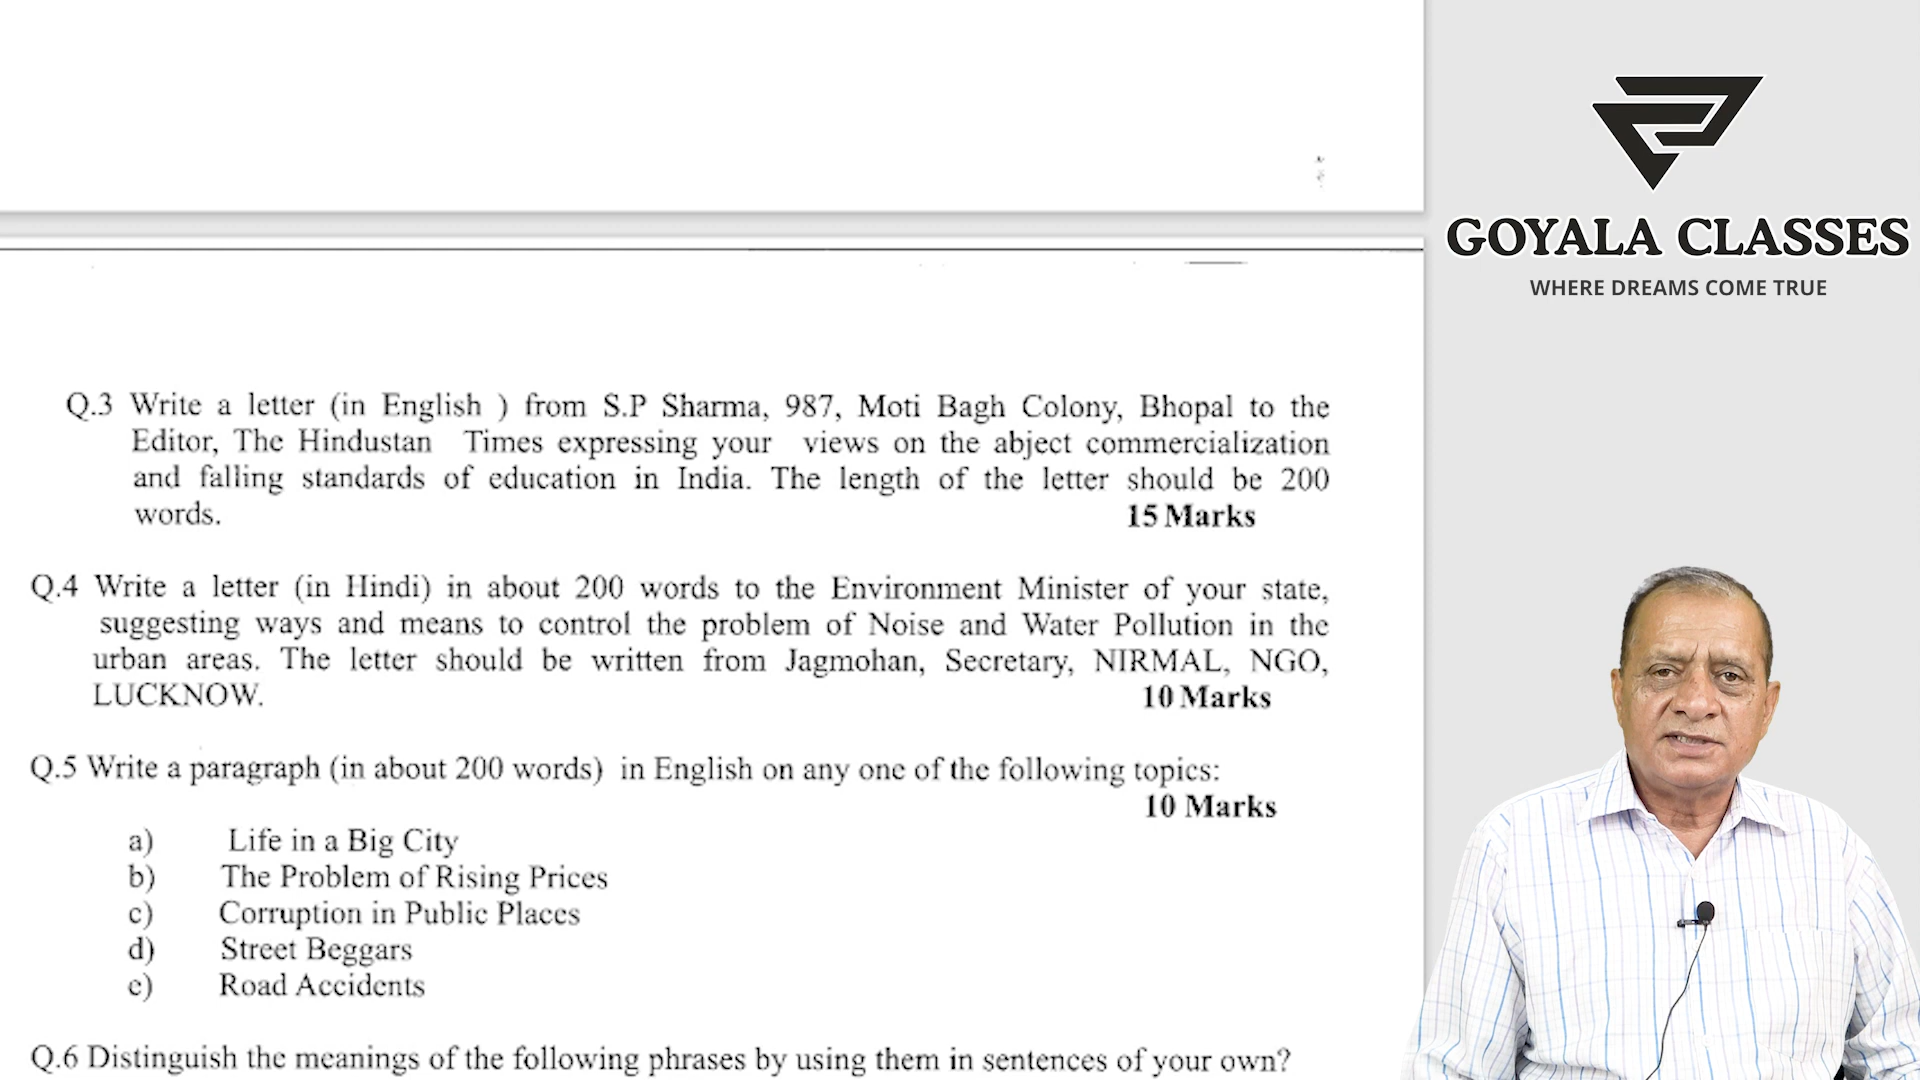 GOYALA CLASSES
WHERE DREAMS COME TRUE
Q.3 Write a letter (in English ) from S.P Sharma, 987, Moti Bagh Colony, Bhopal to the
Editor, The Hindustan Times expressing your views on the abject commercialization
and falling standards of education in India. The length of the letter should be 200
words. 15 Marks
Q.4 Write a letter (in Hindi) in about 200 words to the Environment Minister of your state,
suggesting ways and means to control the problem of Noise and Water Pollution in the
urban areas. The letter should be written from Jagmohan, Secretary, NIRMAL, NGO,
LUCKNOW. 10 Marks
Q.5 Write a paragraph (in about 200 words) in English on any one of the following topics:
10 Marks
a) Life in a Big City
b) The Problem of Rising Prices
c) Corruption in Public Places
d) Street Beggars
e) Road Accidents
Q.6 Distinguish the meanings of the following phrases by using them in sentences of your own?